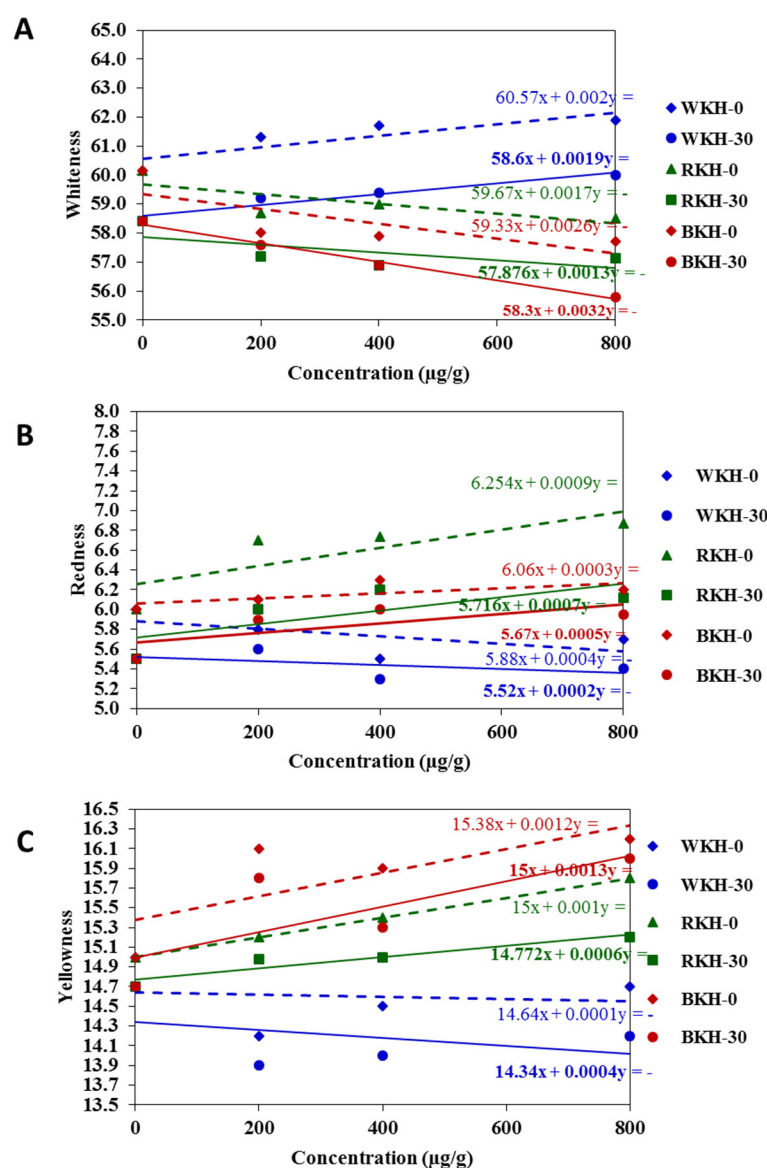 A
65.0
64.0
63.0
62.0
61.0
60.0
59.0
58.0
57.0
56.0
55.0
Whiteness
0 200 400 600 800
Concentration (µg/g)
60.57x + 0.002y =
58.6x + 0.0019y =
59.67x + 0.0017y = -
59.33x + 0.0026y = -
57.876x + 0.0013y = -
58.3x + 0.0032y = -
WKH-0
WKH-30
RKH-0
RKH-30
BKH-0
BKH-30
B
8.0
7.8
7.6
7.4
7.2
7.0
6.8
6.6
6.4
6.2
6.0
5.8
5.6
5.4
5.2
5.0
Redness
0 200 400 600 800
Concentration (µg/g)
6.254x + 0.0009y =
6.06x + 0.0003y =
5.716x + 0.0007y =
5.67x + 0.0005y =
5.88x + 0.0004y = -
5.52x + 0.0002y = -
WKH-0
WKH-30
RKH-0
RKH-30
BKH-0
BKH-30
C
16.5
16.3
16.1
15.9
15.7
15.5
15.3
15.1
14.9
14.7
14.5
14.3
14.1
13.9
13.7
13.5
Yellowness
0 200 400 600 800
Concentration (µg/g)
15.38x + 0.0012y =
15x + 0.0013y =
15x + 0.001y =
14.772x + 0.0006y =
14.64x + 0.0001y = -
14.34x + 0.0004y = -
WKH-0
WKH-30
RKH-0
RKH-30
BKH-0
BKH-30